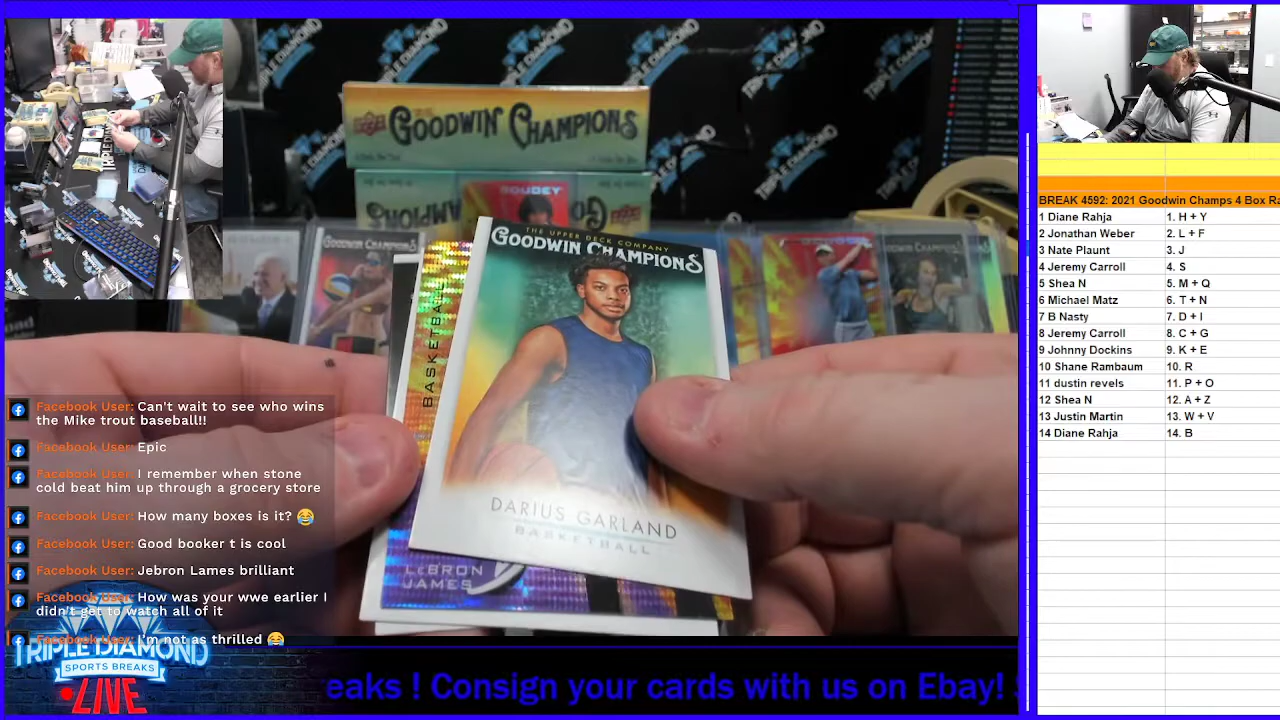 GOODWIN CHAMPIONS
GOUDEY
THE UPPER DECK COMPANY
GOODWIN CHAMPIONS
BASKETBALL
DARIUS GARLAND
BASKETBALL
LEBRON
JAMES
GOODWIN CHAMPIONS
Facebook User: Can't wait to see who wins
the Mike trout baseball!!
Facebook User: Epic
Facebook User: I remember when stone
cold beat him up through a grocery store
Facebook User: How many boxes is it? 😂
Facebook User: Good booker t is cool
Facebook User: Jebron Lames brilliant
Facebook User: How was your wwe earlier I
didn't get to watch all of it
Facebook User: I'm not as thrilled 😂
TRIPLE DIAMOND
SPORTS BREAKS
LIVE
eaks ! Consign your cards with us on Ebay!
BREAK 4592: 2021 Goodwin Champs 4 Box Ra
1 Diane Rahja 1. H + Y
2 Jonathan Weber 2. L + F
3 Nate Plaunt 3. J
4 Jeremy Carroll 4. S
5 Shea N 5. M + Q
6 Michael Matz 6. T + N
7 B Nasty 7. D + I
8 Jeremy Carroll 8. C + G
9 Johnny Dockins 9. K + E
10 Shane Rambaum 10. R
11 dustin revels 11. P + O
12 Shea N 12. A + Z
13 Justin Martin 13. W + V
14 Diane Rahja 14. B